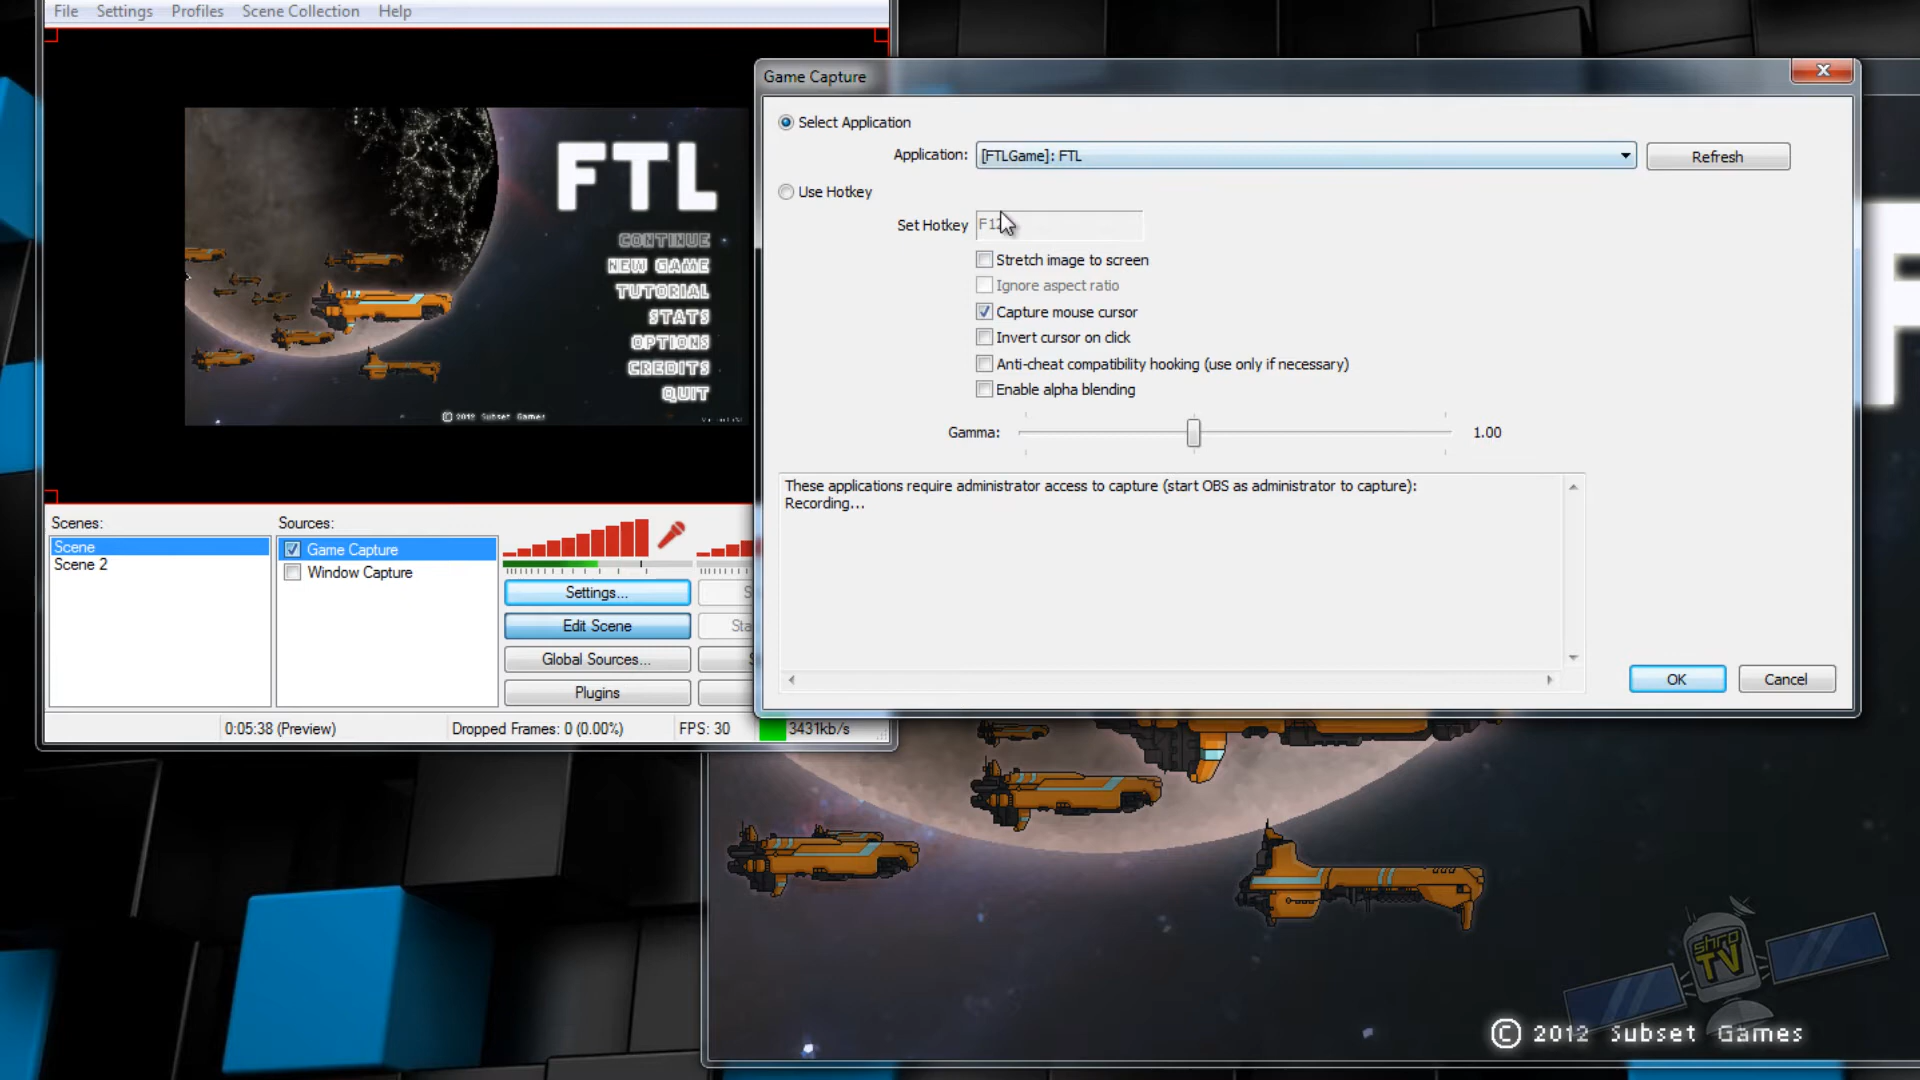 File Settings Profiles Scene Collection Help
Game Capture
Select Application
Application: [FTLGame]: FTL Refresh
Use Hotkey
Set Hotkey
Stretch image to screen
Ignore aspect ratio
Capture mouse cursor
Invert cursor on click
Anti-cheat compatibility hooking (use only if necessary)
Enable alpha blending
Gamma: 1.00
These applications require administrator access to capture (start OBS as administrator to capture):
Recording...
OK Cancel
FTL
CONTINUE
NEW GAME
TUTORIAL
STATS
OPTIONS
CREDITS
QUIT
© 2012 Subset Games
Scenes: Sources:
Scene
Scene 2
Game Capture
Window Capture
Settings...
Edit Scene
Global Sources...
Plugins
0:05:38 (Preview) Dropped Frames: 0 (0.00%) FPS: 30 3431kb/s
shro
TV
© 2012 Subset Games